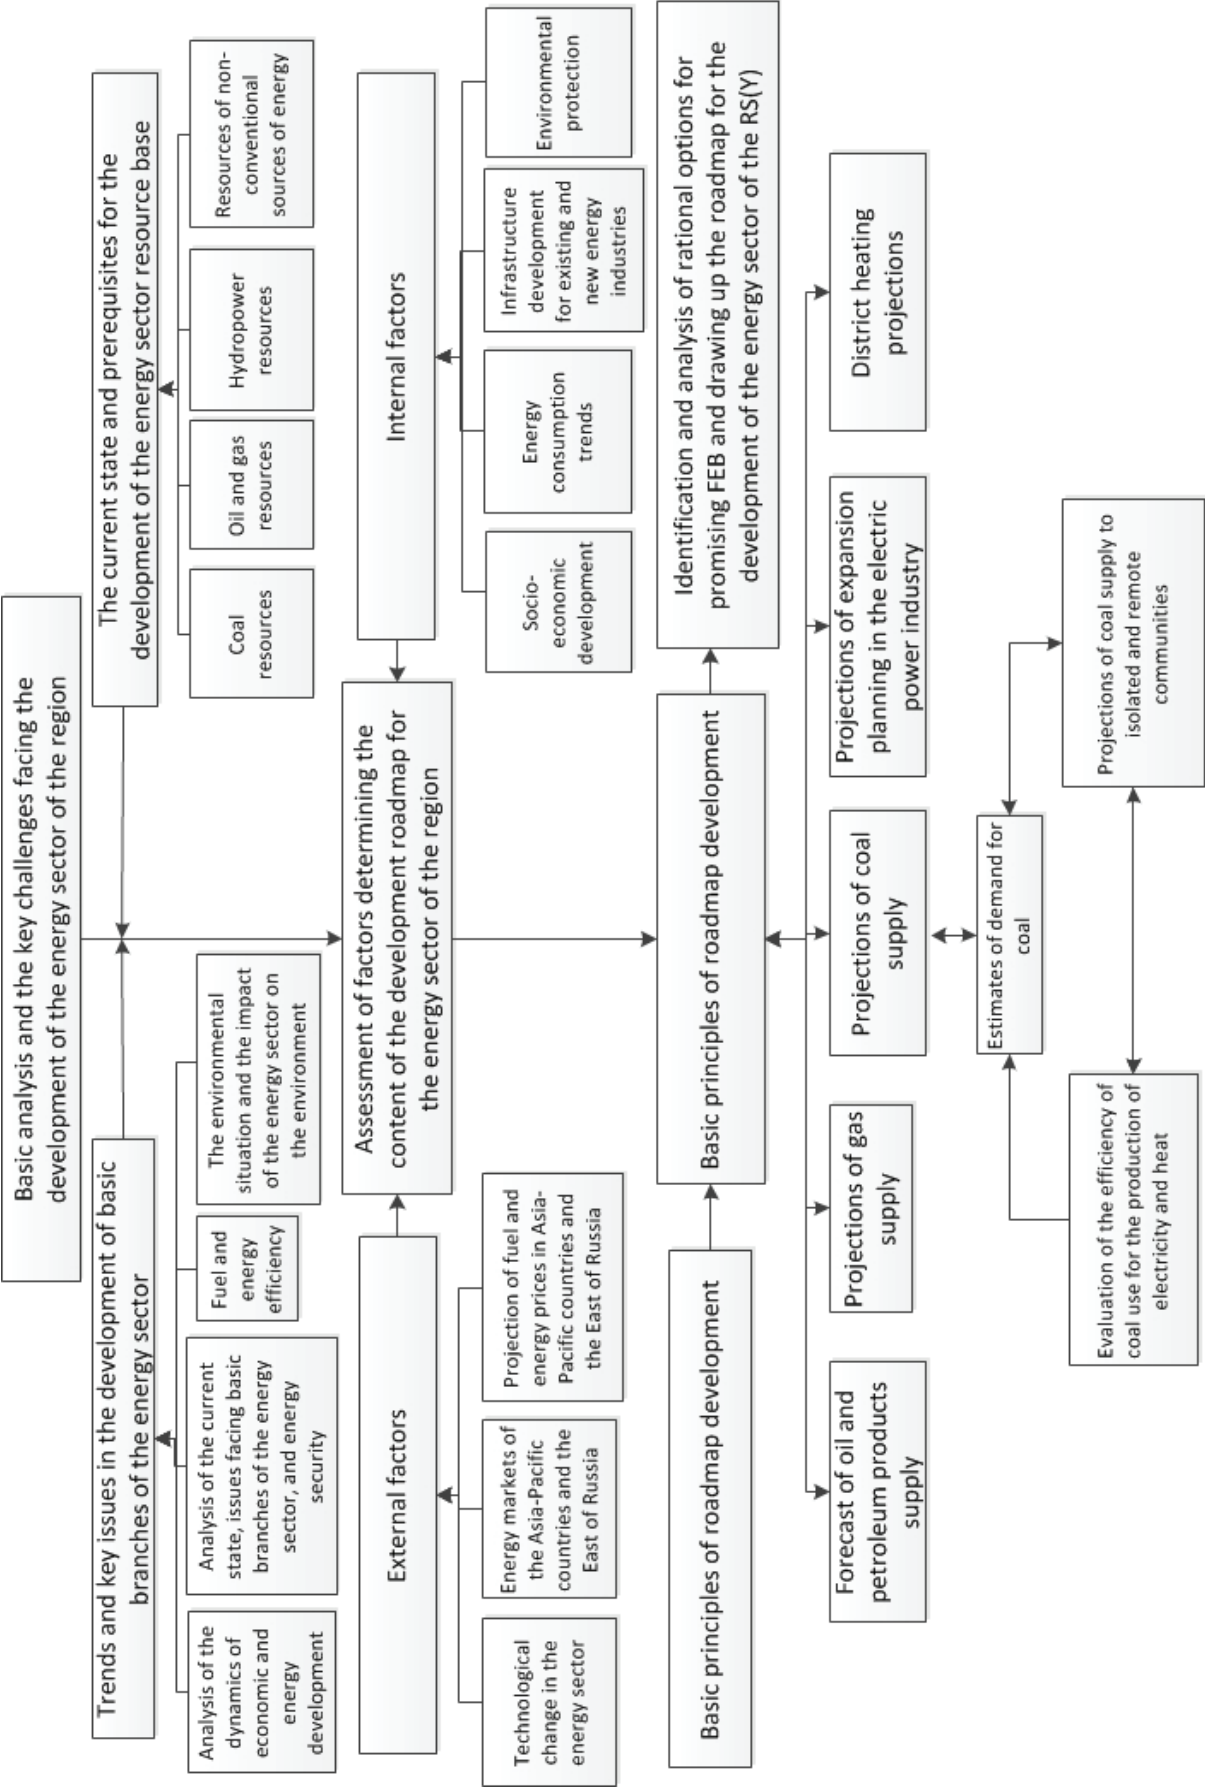 Basic analysis and the key challenges facing the
development of the energy sector of the region
Trends and key issues in the development of basic
branches of the energy sector
The current state and prerequisites for the
development of the energy sector resource base
Analysis of the
dynamics of
economic and
energy
development
Analysis of the current
state, issues facing basic
branches of the energy
sector, and energy
security
Fuel and
energy
efficiency
The environmental
situation and the impact
of the energy sector on
the environment
Coal
resources
Oil and gas
resources
Hydropower
resources
Resources of non-
conventional
sources of energy
External factors
Assessment of factors determining the
content of the development roadmap for
the energy sector of the region
Internal factors
Technological
change in the
energy sector
Energy markets of
the Asia-Pacific
countries and the
East of Russia
Projection of fuel and
energy prices in Asia-
Pacific countries and
the East of Russia
Socio-
economic
development
Energy
consumption
trends
Infrastructure
development
for existing and
new energy
industries
Environmental
protection
Basic principles of roadmap development
Basic principles of roadmap development
Identification and analysis of rational options for
promising FEB and drawing up the roadmap for the
development of the energy sector of the RS(Y)
Forecast of oil and
petroleum products
supply
Projections of gas
supply
Projections of coal
supply
Projections of expansion
planning in the electric
power industry
District heating
projections
Estimates of demand for
coal
Evaluation of the efficiency of
coal use for the production of
electricity and heat
Projections of coal supply to
isolated and remote
communities